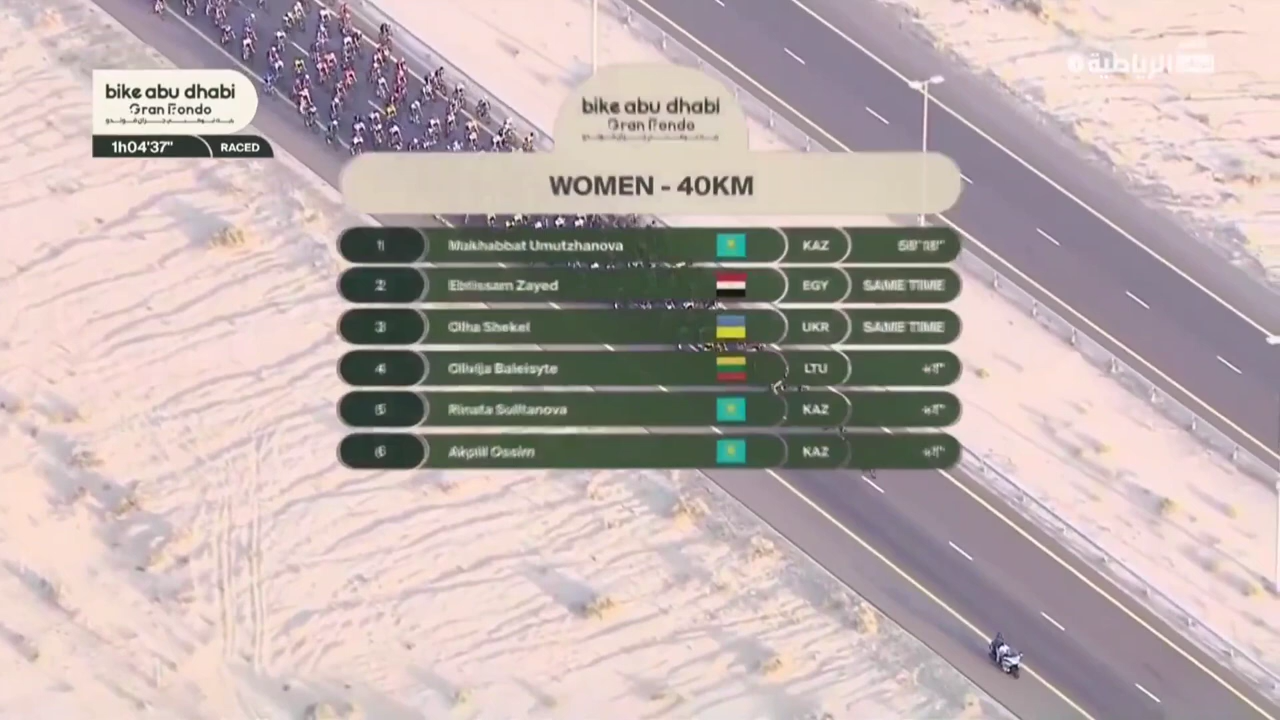 الرياضية
bike abu dhabi
Gran Fondo
1h04'37" RACED
bike abu dhabi
Gran Fondo
WOMEN - 40KM
1 Makhabbat Umutzhanova KAZ
2 Ebtissam Zayed EGY SAME TIME
3 Olha Shekel UKR SAME TIME
4 Olivija Baleisyte LTU
5 Rinata Sultanova KAZ
6 KAZ